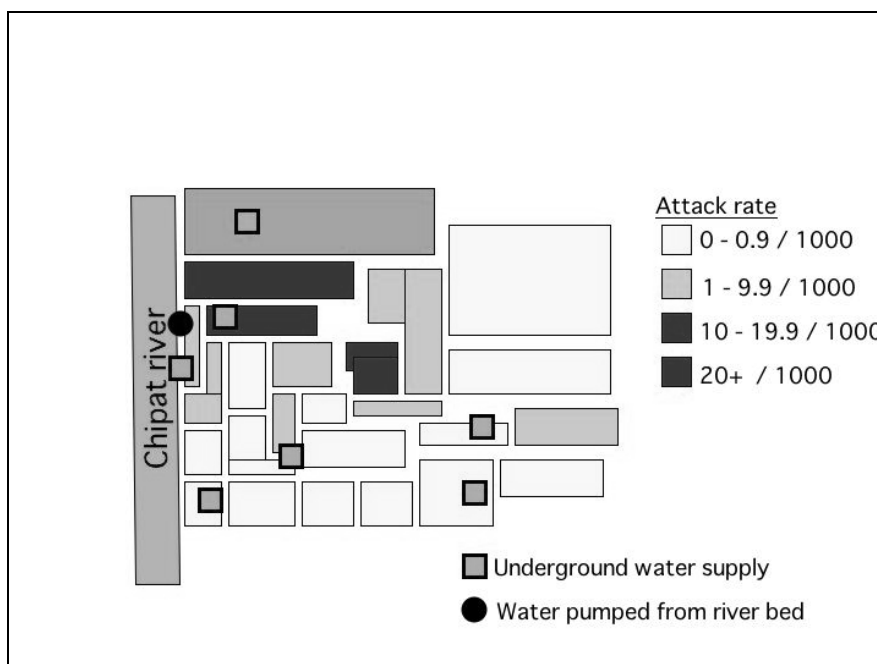 Attack rate
0 - 0.9 / 1000
1 - 9.9 / 1000
10 - 19.9 / 1000
20+ / 1000
Chipat river
Underground water supply
Water pumped from river bed